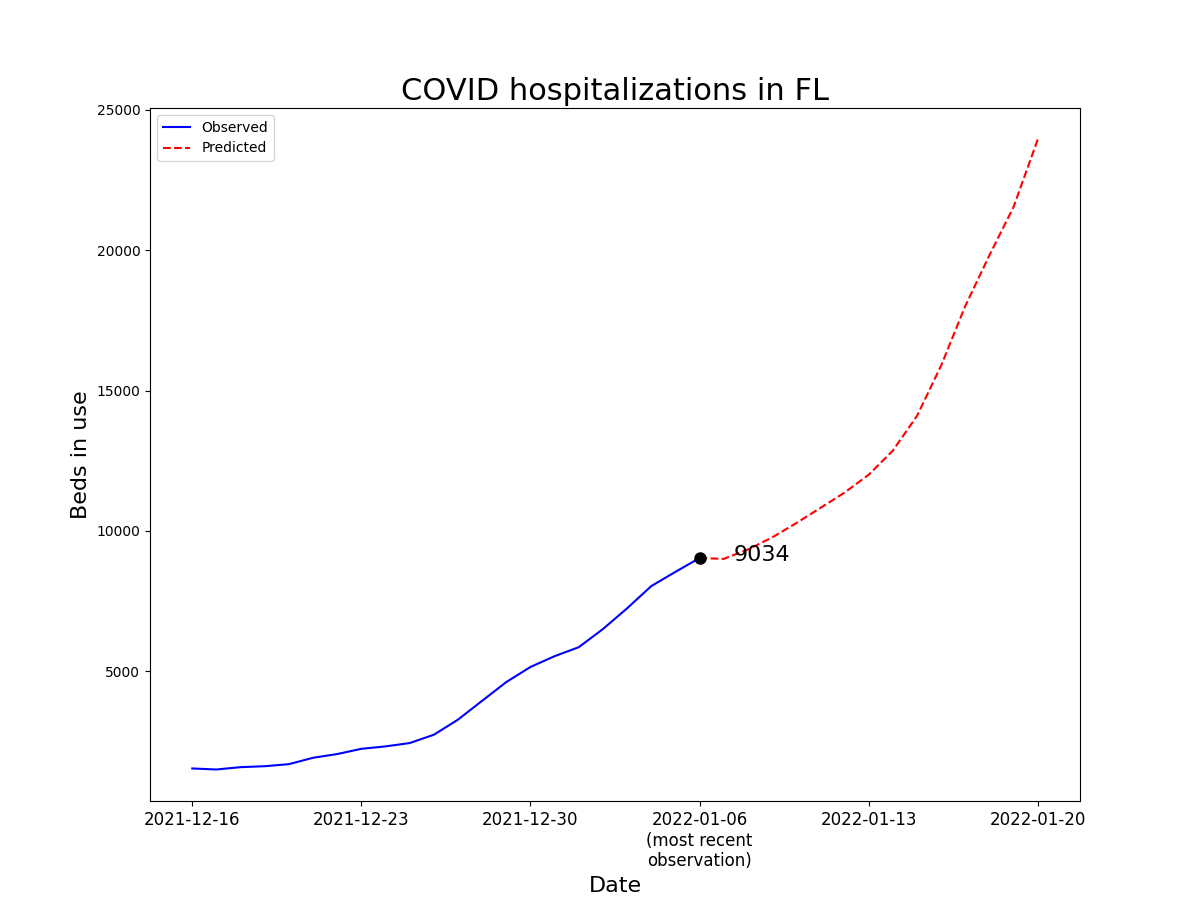 COVID hospitalizations in FL
25000
20000
15000
10000
5000
Beds in use
Observed
Predicted
9034
2021-12-16
2021-12-23
2021-12-30
2022-01-06
(most recent
observation)
2022-01-13
2022-01-20
Date